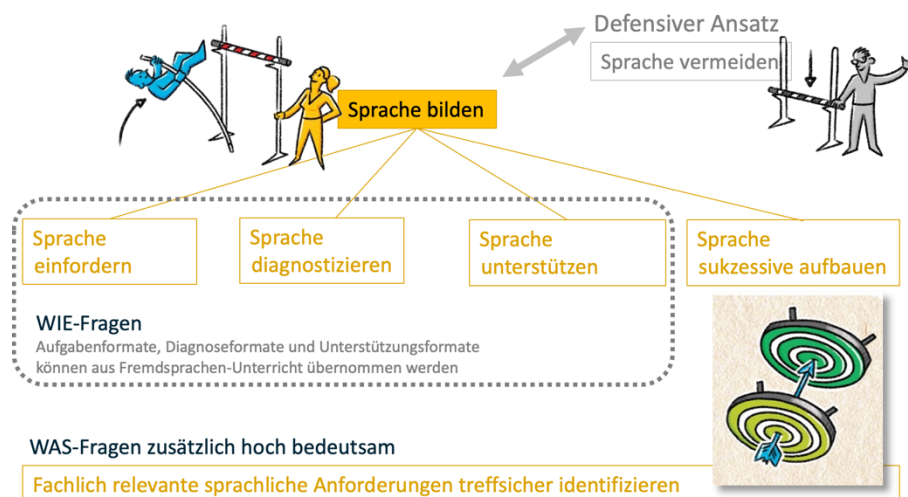 Defensiver Ansatz
Sprache vermeiden
Sprache bilden
Sprache
einfordern
Sprache
diagnostizieren
Sprache
unterstützen
Sprache
sukzessive aufbauen
WIE-Fragen
Aufgabenformate, Diagnoseformate und Unterstützungsformate
können aus Fremdsprachen-Unterricht übernommen werden
WAS-Fragen zusätzlich hoch bedeutsam
Fachlich relevante sprachliche Anforderungen treffsicher identifizieren